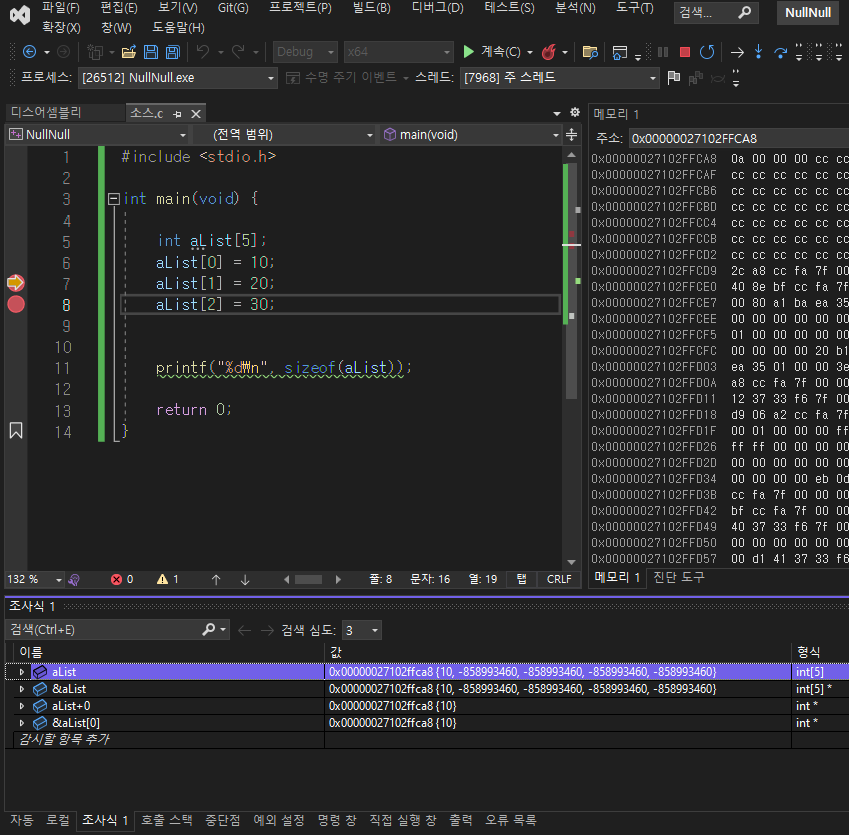 파일(F) 편집(E) 보기(V) Git(G) 프로젝트(P) 빌드(B) 디버그(D) 테스트(S) 분석(N) 도구(T) 검색... NullNull
확장(X) 창(W) 도움말(H)
Debug x64 계속(C)
프로세스: [26512] NullNull.exe 수명 주기 이벤트 스레드: [7968] 주 스레드
디스어셈블리 소스.c
NullNull (전역 범위) main(void)
1 #include <stdio.h>
2
3 int main(void) {
4
5 int aList[5];
6 aList[0] = 10;
7 aList[1] = 20;
8 aList[2] = 30;
9
10
11 printf("%d₩n", sizeof(aList));
12
13 return 0;
14 }
132 % 0 1 줄: 8 문자: 16 열: 19 탭 CRLF
메모리 1
주소: 0x00000027102FFCA8
0x00000027102FFCA8 0a 00 00 00 cc cc
0x00000027102FFCAF cc cc cc cc cc cc
0x00000027102FFCB6 cc cc cc cc cc cc
0x00000027102FFCBD cc cc cc cc cc cc
0x00000027102FFCC4 cc cc cc cc cc cc
0x00000027102FFCCB cc cc cc cc cc cc
0x00000027102FFCD2 cc cc cc cc cc cc
0x00000027102FFCD9 2c a8 cc fa 7f 00
0x00000027102FFCE0 40 8e bf cc fa 7f
0x00000027102FFCE7 00 80 a1 ba ea 35
0x00000027102FFCEE 00 00 00 00 00 00
0x00000027102FFCF5 01 00 00 00 00 00
0x00000027102FFCFC 00 00 00 00 20 b1
0x00000027102FFD03 ea 35 01 00 00 3e
0x00000027102FFD0A a8 cc fa 7f 00 00
0x00000027102FFD11 12 37 33 f6 7f 00
0x00000027102FFD18 d9 06 a2 cc fa 7f
0x00000027102FFD1F 00 01 00 00 00 ff
0x00000027102FFD26 ff ff 00 00 00 00
0x00000027102FFD2D 00 00 00 00 00 00
0x00000027102FFD34 00 00 00 00 eb 0d
0x00000027102FFD3B cc fa 7f 00 00 00
0x00000027102FFD42 bf cc fa 7f 00 00
0x00000027102FFD49 40 37 33 f6 7f 00
0x00000027102FFD50 00 00 00 00 00 00
0x00000027102FFD57 00 d1 41 37 33 f6
메모리 1 진단 도구
조사식 1
검색(Ctrl+E) 검색 심도: 3
이름 값 형식
aList 0x00000027102ffca8 {10, -858993460, -858993460, -858993460, -858993460} int[5]
&aList 0x00000027102ffca8 {10, -858993460, -858993460, -858993460, -858993460} int[5] *
aList+0 0x00000027102ffca8 {10} int *
&aList[0] 0x00000027102ffca8 {10} int *
감시할 항목 추가
자동 로컬 조사식 1 호출 스택 중단점 예외 설정 명령 창 직접 실행 창 출력 오류 목록